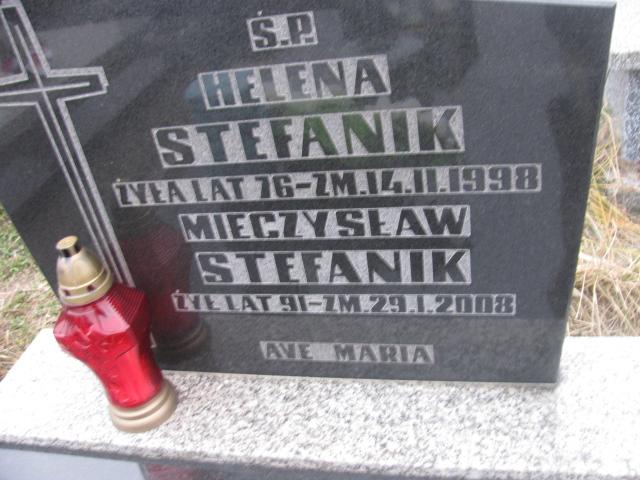 Ś.P.
HELENA
STEFANIK
ŻYŁA LAT 76-ZM.14.11.1998
MIECZYSŁAW
STEFANIK
ŻYŁ LAT 91-ZM.29.1.2008
AVE MARIA